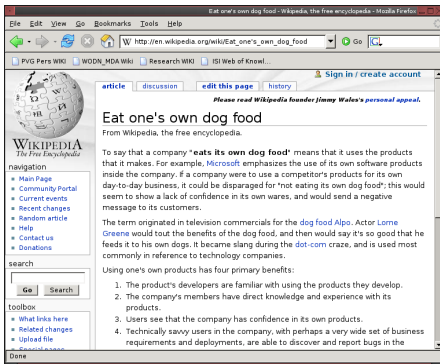 Eat one's own dog food - Wikipedia, the free encyclopedia - Mozilla Firefox
File Edit View Go Bookmarks Tools Help
W http://en.wikipedia.org/wiki/Eat_one's_own_dog_food Go G
PVG Pers WIKI WODN_MDA Wiki Research WIKI ISI Web of Knowl...
Sign in / create account
article discussion edit this page history
Please read Wikipedia founder Jimmy Wales's personal appeal.
Eat one's own dog food
From Wikipedia, the free encyclopedia.
To say that a company "eats its own dog food" means that it uses the products
that it makes. For example, Microsoft emphasizes the use of its own software products
inside the company. If a company were to use a competitor's products for its own
day-to-day business, it could be disparaged for "not eating its own dog food"; this would
seem to show a lack of confidence in its own wares, and would send a negative
message to its customers.
The term originated in television commercials for the dog food Alpo. Actor Lorne
Greene would tout the benefits of the dog food, and then would say it's so good that he
feeds it to his own dogs. It became slang during the dot-com craze, and is used most
commonly in reference to technology companies.
Using one's own products has four primary benefits:
1. The product's developers are familiar with using the products they develop.
2. The company's members have direct knowledge and experience with its
products.
3. Users see that the company has confidence in its own products.
4. Technically savvy users in the company, with perhaps a very wide set of business
requirements and deployments, are able to discover and report bugs in the
WIKIPEDIA
The Free Encyclopedia
navigation
Main Page
Community Portal
Current events
Recent changes
Random article
Help
Contact us
Donations
search
Go Search
toolbox
What links here
Related changes
Upload file
Special pages
Done